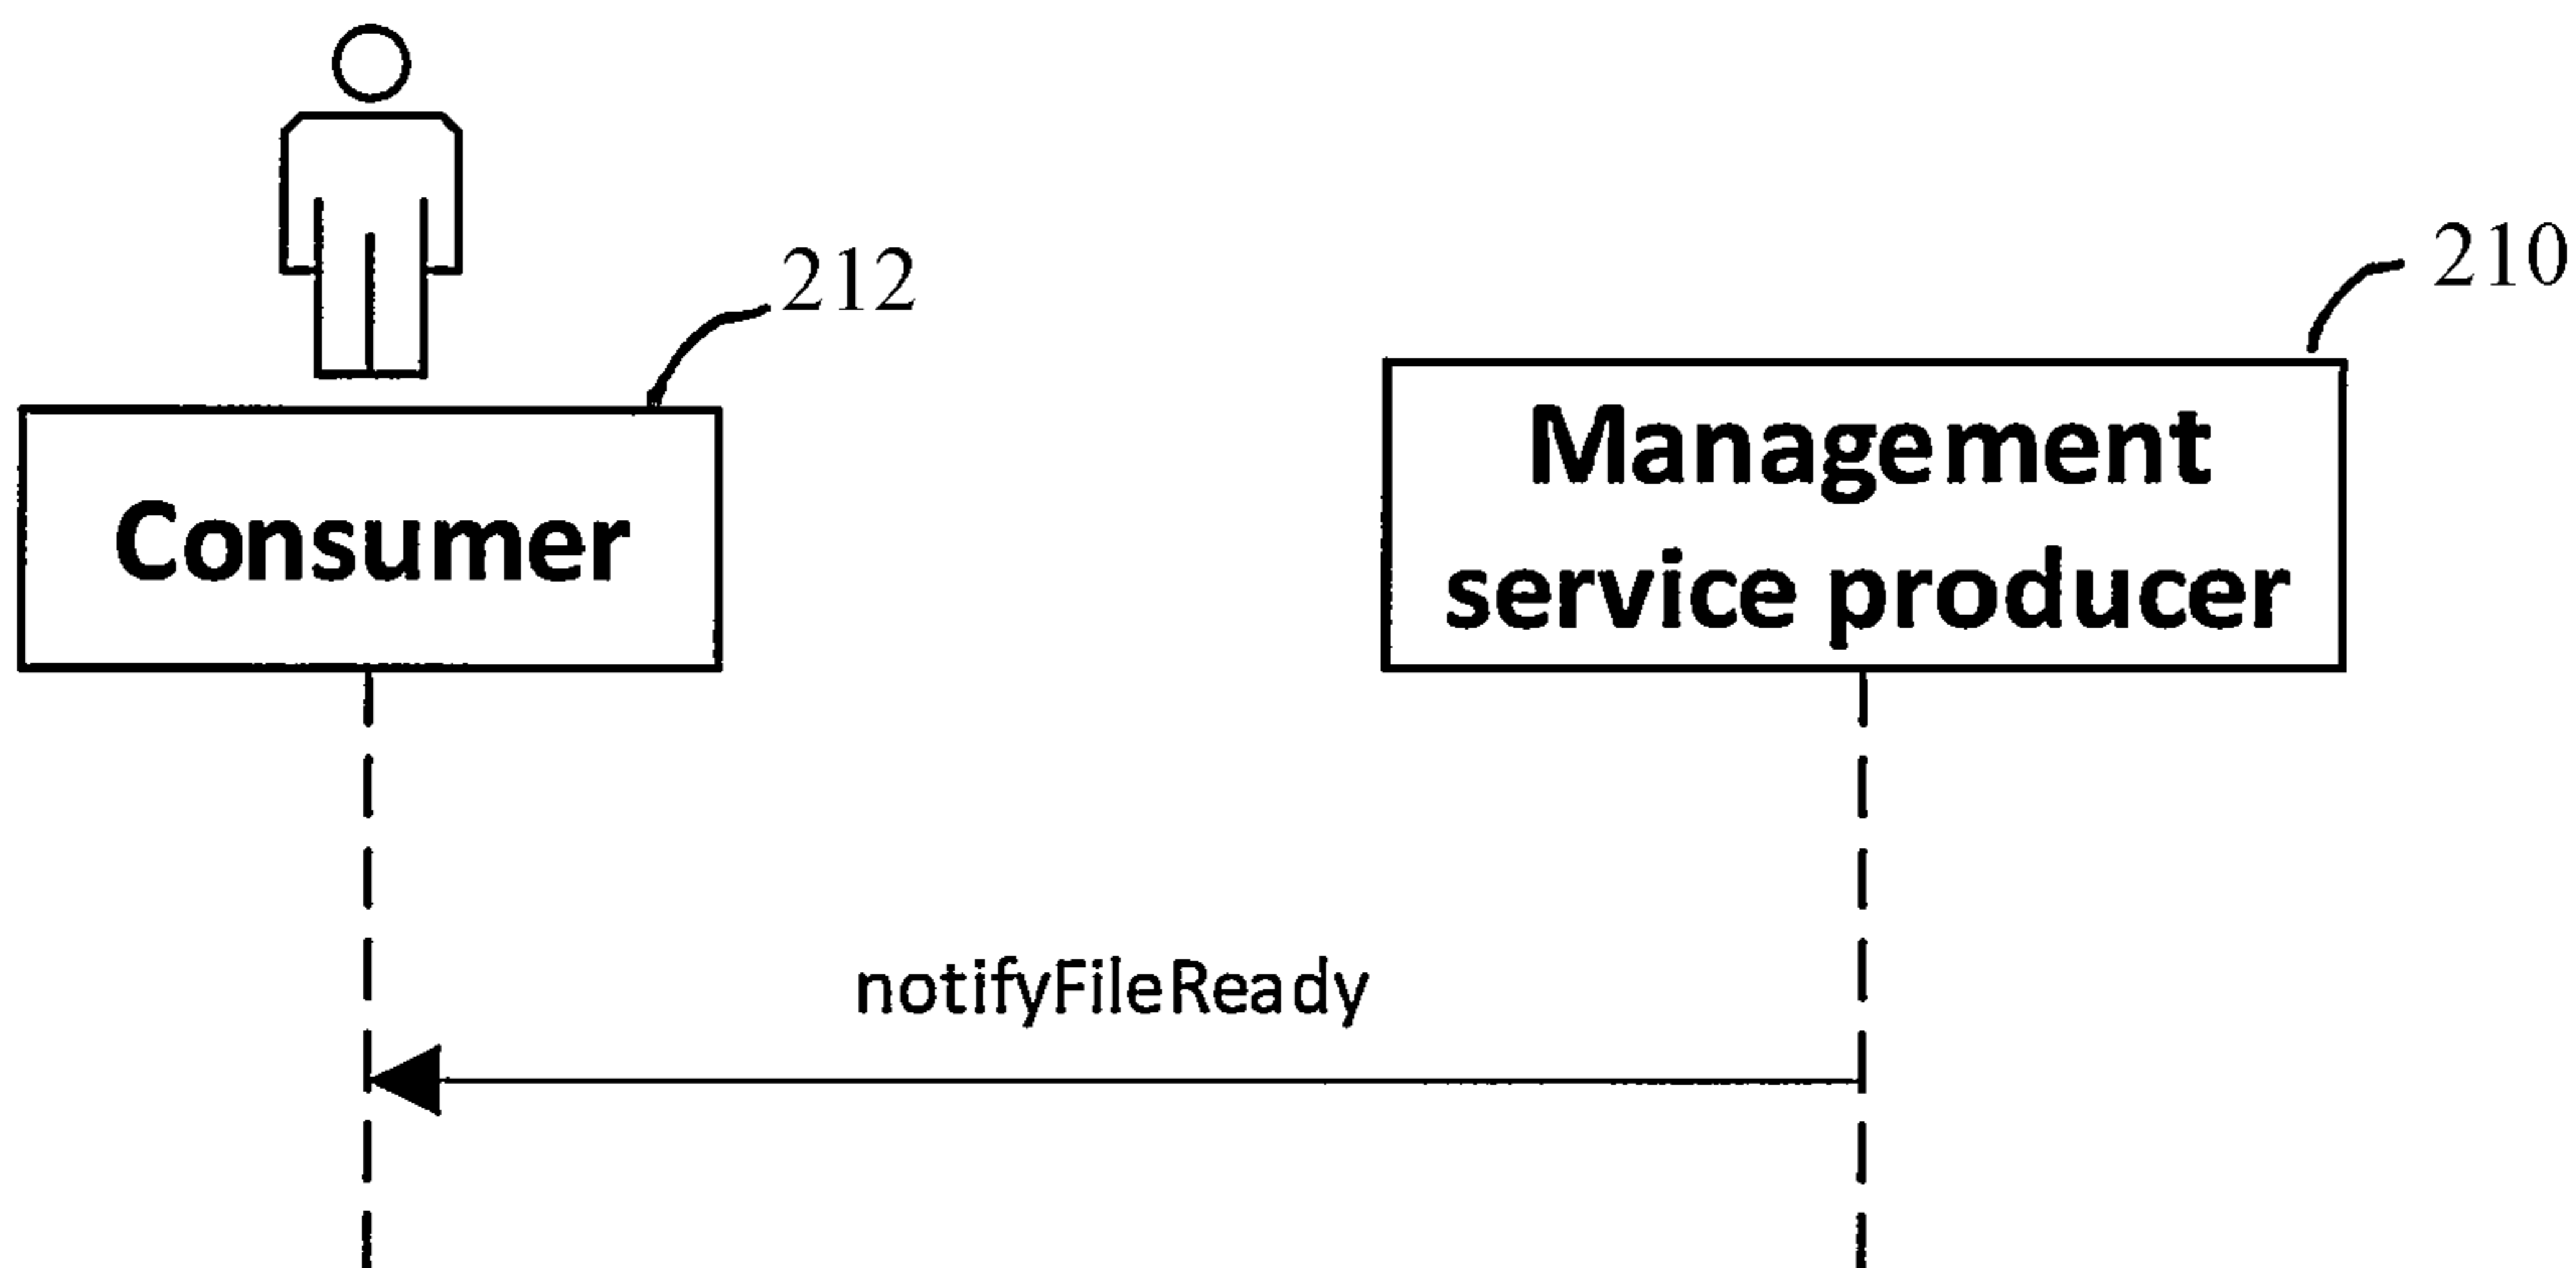 212
210
Consumer
Management
service producer
notifyFileReady